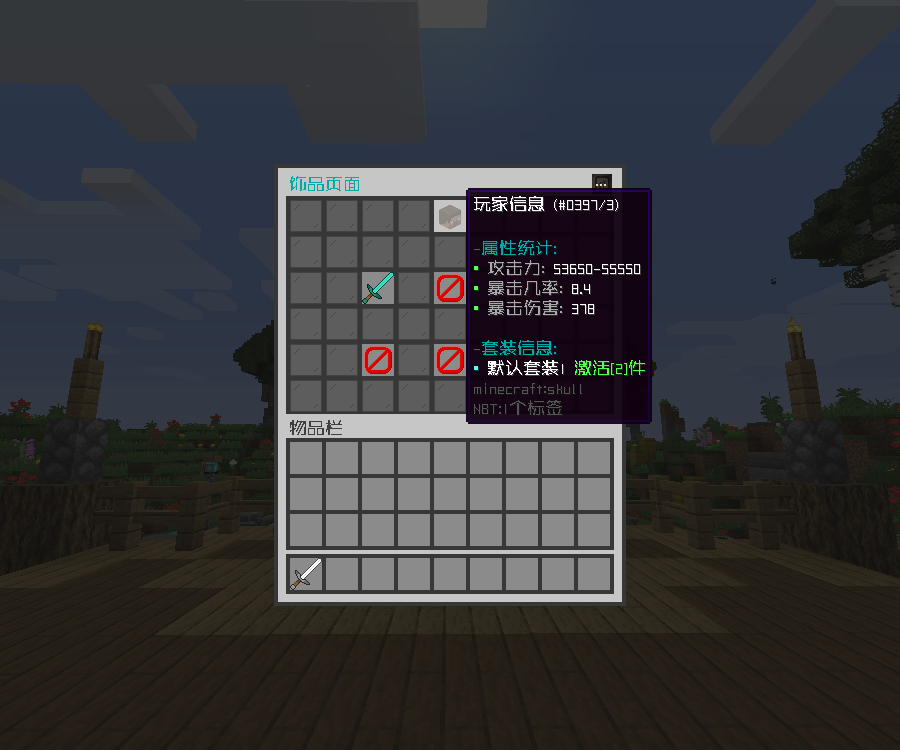 饰品页面
玩家信息 (#0397/3)
-属性统计:
• 攻击力: 53650-55550
• 暴击几率: 8.4
• 暴击伤害: 378
-套装信息:
• 默认套装| 激活[2]件
minecraft:skull
NBT:1个标签
物品栏